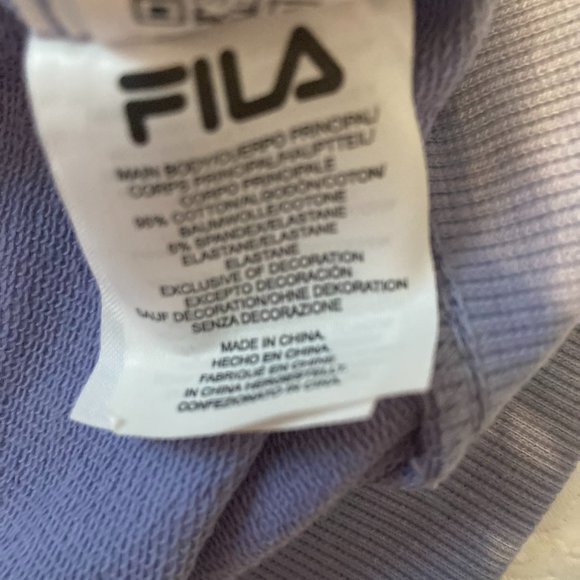 FILA
MAIN BODY/CUERPO PRINCIPAL/
CORPS PRINCIPAL/HAUPTTEIL/
CORPO PRINCIPALE
95% COTTON/ALGODÓN/COTON/
BAUMWOLLE/COTONE
5% SPANDEX/ELASTANE
ELASTANE/ELASTANE
ELASTANE
EXCLUSIVE OF DECORATION
EXCEPTO DECORACIÓN
SAUF DÉCORATION/OHNE DEKORATION
SENZA DECORAZIONE
MADE IN CHINA
HECHO EN CHINA
FABRIQUÉ EN CHINE
IN CHINA HERGESTELLT
CONFEZIONATO IN CINA